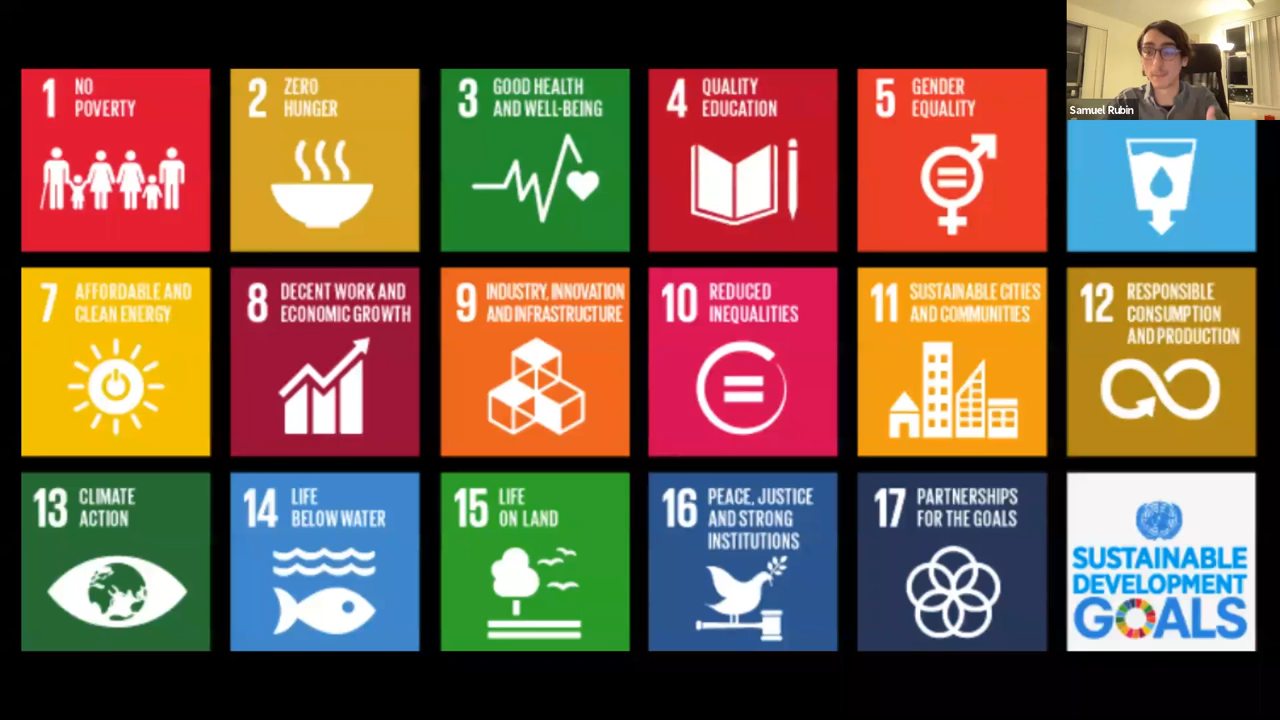 Samuel Rubin
1 NO
POVERTY
2 ZERO
HUNGER
3 GOOD HEALTH
AND WELL-BEING
4 QUALITY
EDUCATION
5 GENDER
EQUALITY
7 AFFORDABLE AND
CLEAN ENERGY
8 DECENT WORK AND
ECONOMIC GROWTH
9 INDUSTRY, INNOVATION
AND INFRASTRUCTURE
10 REDUCED
INEQUALITIES
11 SUSTAINABLE CITIES
AND COMMUNITIES
12 RESPONSIBLE
CONSUMPTION
AND PRODUCTION
13 CLIMATE
ACTION
14 LIFE
BELOW WATER
15 LIFE
ON LAND
16 PEACE, JUSTICE
AND STRONG
INSTITUTIONS
17 PARTNERSHIPS
FOR THE GOALS
SUSTAINABLE
DEVELOPMENT
GOALS